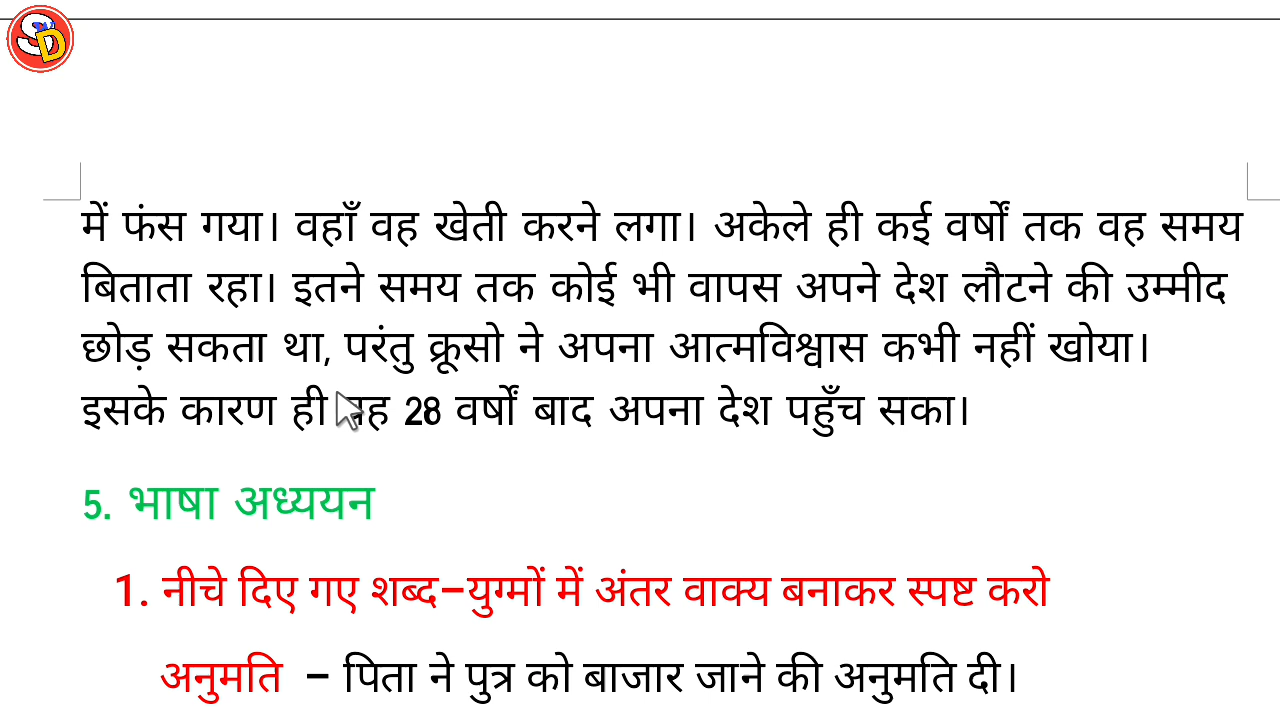 SD
में फंस गया। वहाँ वह खेती करने लगा। अकेले ही कई वर्षों तक वह समय
बिताता रहा। इतने समय तक कोई भी वापस अपने देश लौटने की उम्मीद
छोड़ सकता था, परंतु क्रूसो ने अपना आत्मविश्वास कभी नहीं खोया।
इसके कारण ही वह 28 वर्षों बाद अपना देश पहुँच सका।
5. भाषा अध्ययन
1. नीचे दिए गए शब्द–युग्मों में अंतर वाक्य बनाकर स्पष्ट करो
अनुमति – पिता ने पुत्र को बाजार जाने की अनुमति दी।